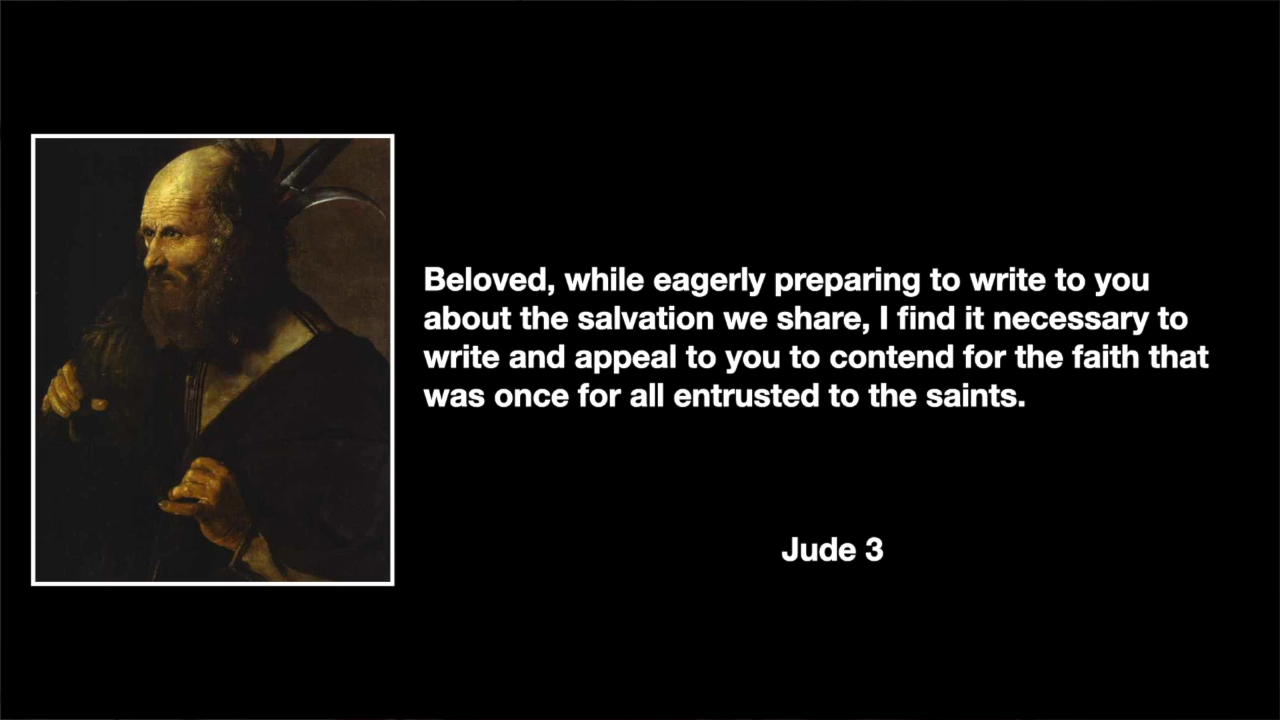 Beloved, while eagerly preparing to write to you
about the salvation we share, I find it necessary to
write and appeal to you to contend for the faith that
was once for all entrusted to the saints.
Jude 3